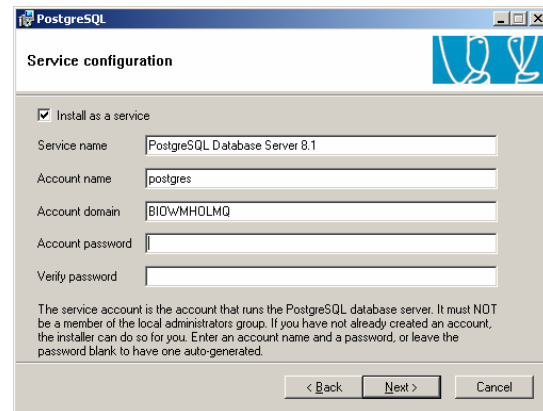 PostgreSQL
Service configuration
Install as a service
Service name PostgreSQL Database Server 8.1
Account name postgres
Account domain BIOWMHOLMQ
Account password
Verify password
The service account is the account that runs the PostgreSQL database server. It must NOT
be a member of the local administrators group. If you have not already created an account,
the installer can do so for you. Enter an account name and a password, or leave the
password blank to have one auto-generated.
< Back Next > Cancel